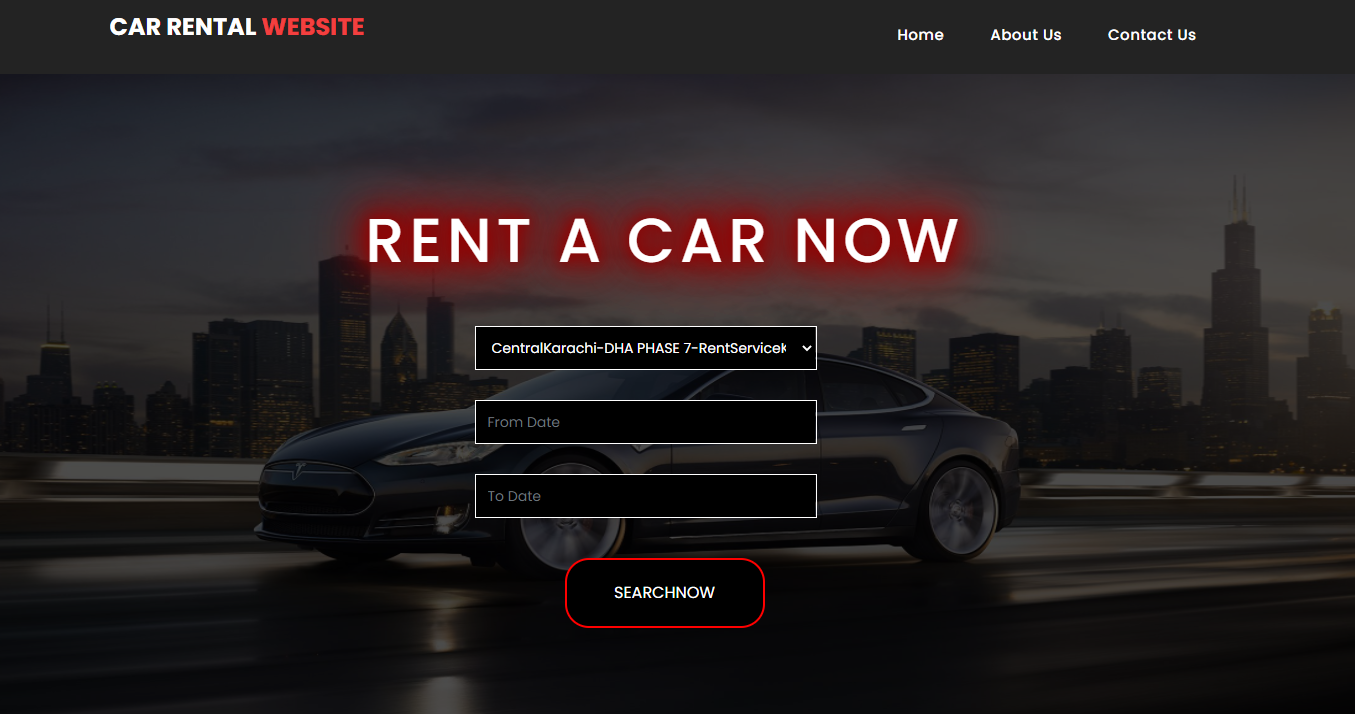 CAR RENTAL WEBSITE
Home About Us Contact Us
RENT A CAR NOW
CentralKarachi-DHA PHASE 7-RentServiceK
From Date
To Date
SEARCHNOW